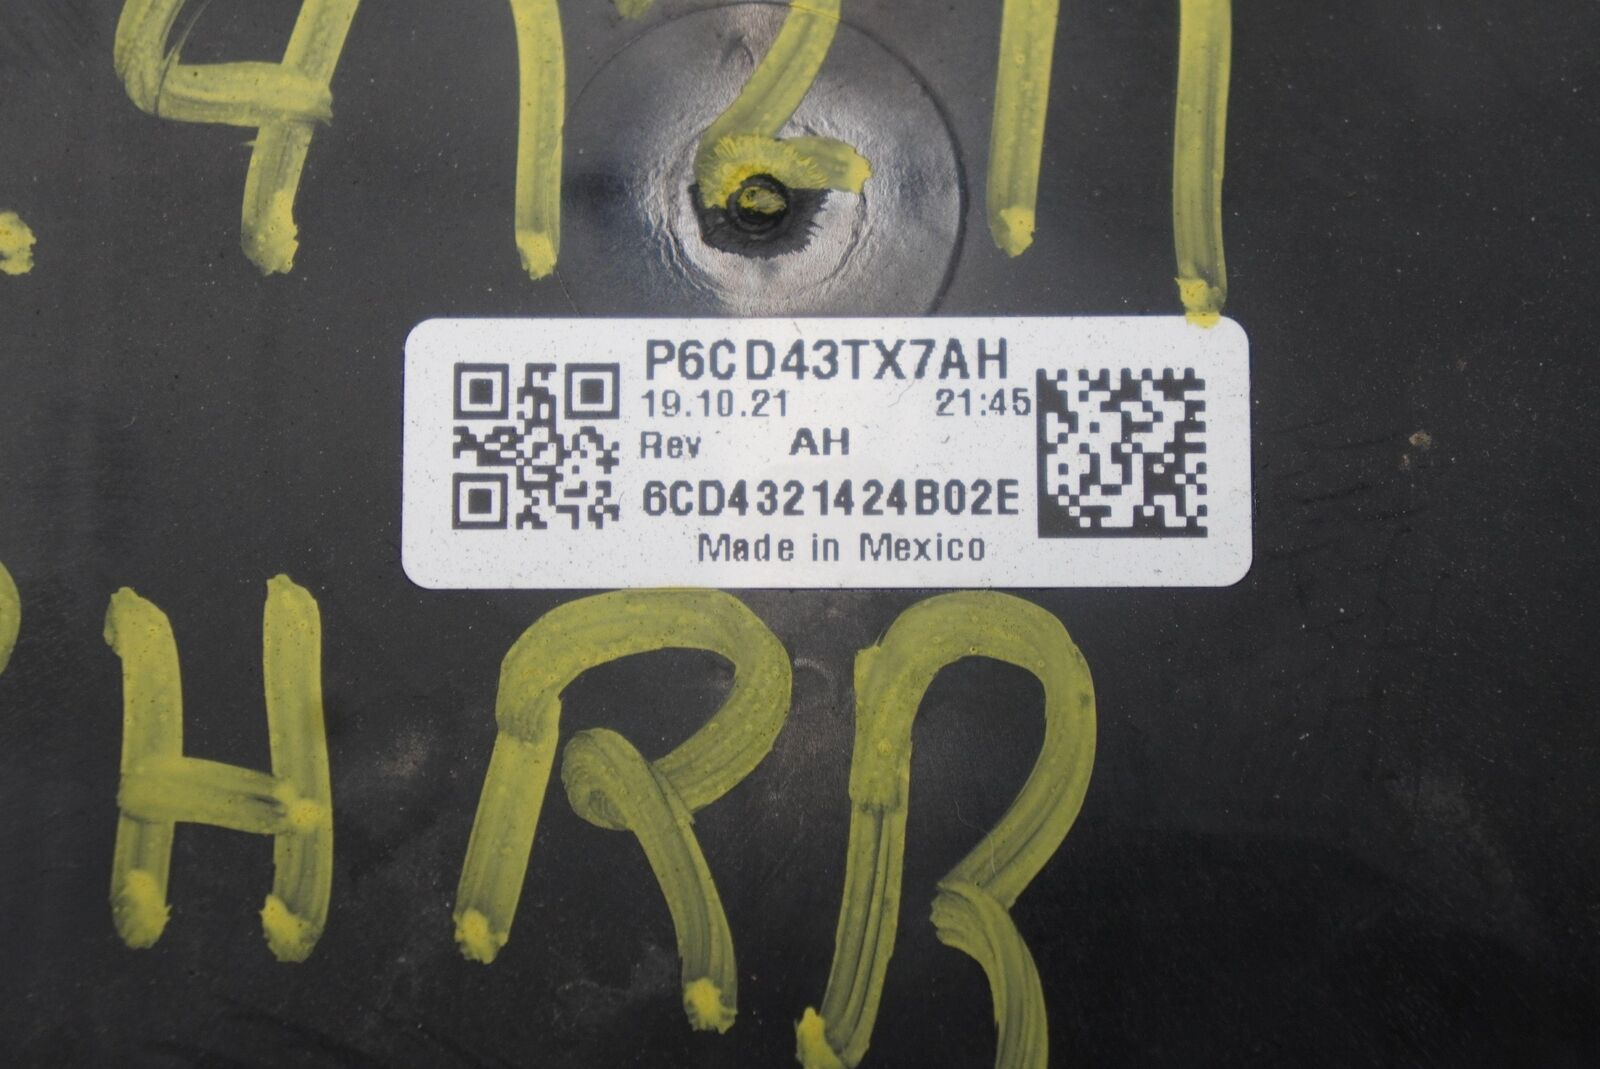 P6CD43TX7AH
19.10.21 21:45
Rev AH
6CD4321424B02E
Made in Mexico
HRR